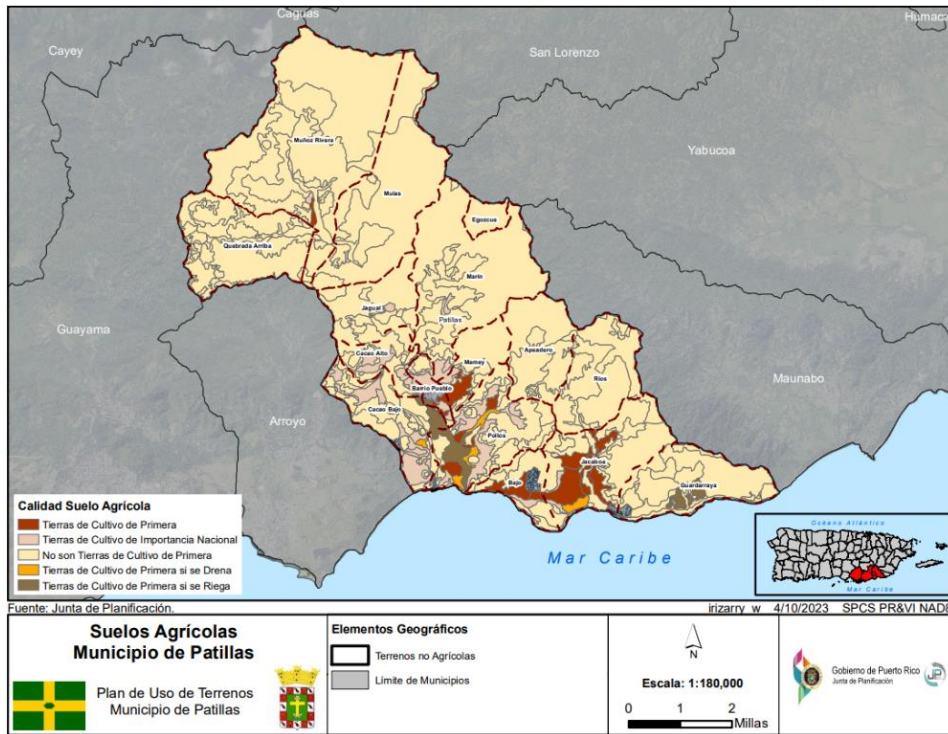 Caguas
Humaca
Cayey
San Lorenzo
Yabucoa
Muñoz Rivera
Mulas
Egozcue
Quebrada Arriba
Marín
Guayama
Jagual
Patillas
Cacao Alto
Mamey
Apeadero
Ríos
Maunabo
Barrio Pueblo
Arroyo
Cacao Bajo
Pollos
Jacaboa
Bajo
Guardarraya
Calidad Suelo Agrícola
Tierras de Cultivo de Primera
Tierras de Cultivo de Importancia Nacional
No son Tierras de Cultivo de Primera
Tierras de Cultivo de Primera si se Drena
Tierras de Cultivo de Primera si se Riega
Mar Caribe
Océano Atlántico
Mar Caribe
Fuente: Junta de Planificación.
irizarry_w 4/10/2023 SPCS PR&VI NAD8
Suelos Agrícolas
Municipio de Patillas
Plan de Uso de Terrenos
Municipio de Patillas
Elementos Geográficos
Terrenos no Agrícolas
Límite de Municipios
N
Escala: 1:180,000
0 1 2
Millas
Gobierno de Puerto Rico
Junta de Planificación
JP